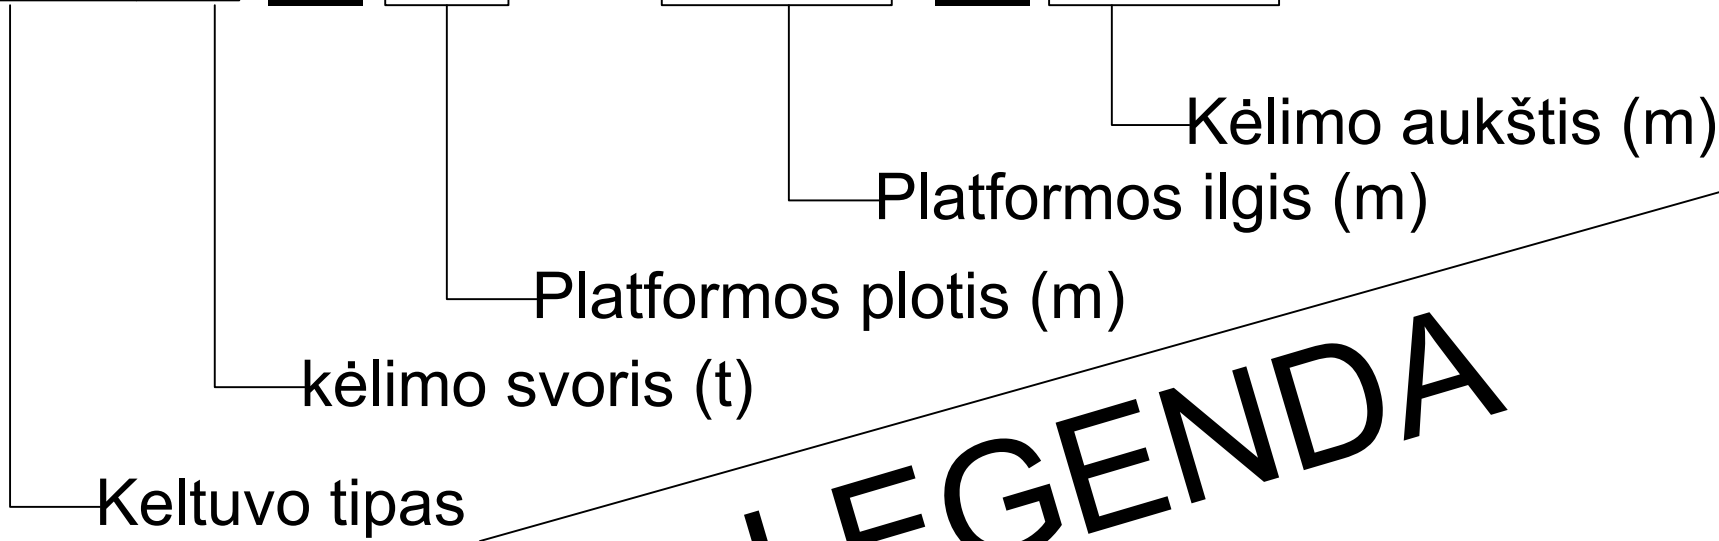 Kėlimo aukštis (m)
Platformos ilgis (m)
Platformos plotis (m)
kėlimo svoris (t)
Keltuvo tipas
LEGENDA